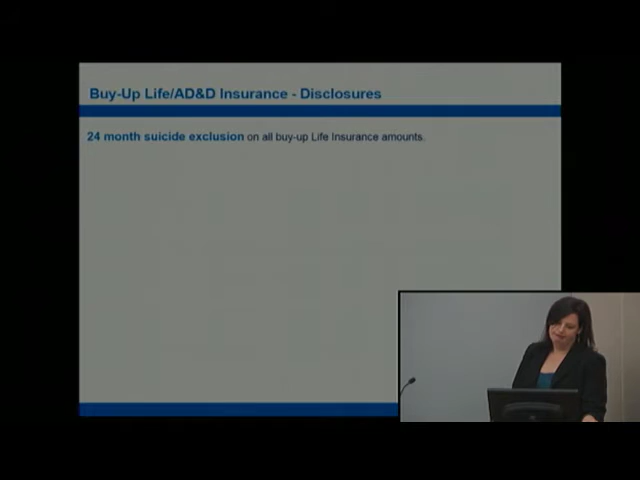 Buy-Up Life/AD&D Insurance - Disclosures
24 month suicide exclusion on all buy-up Life Insurance amounts.